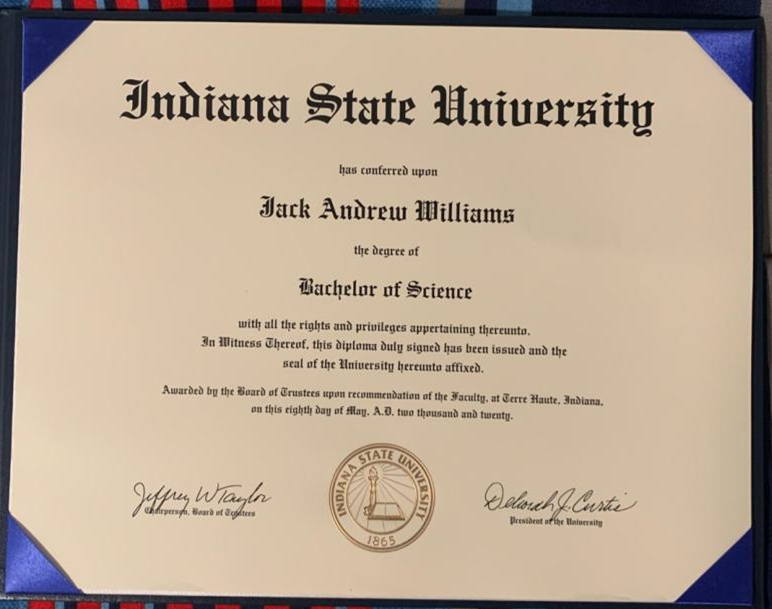 Indiana State University
has conferred upon
Jack Andrew Williams
the degree of
Bachelor of Science
with all the rights and privileges appertaining thereunto.
In Witness Thereof, this diploma duly signed has been issued and the
seal of the University hereunto affixed.
Awarded by the Board of Trustees upon recommendation of the Faculty, at Terre Haute, Indiana,
on this eighth day of May, A.D. two thousand and twenty.
INDIANA STATE UNIVERSITY
1865
Jeffrey W Taylor
Chairperson, Board of Trustees
Deborah J. Curtis
President of the University